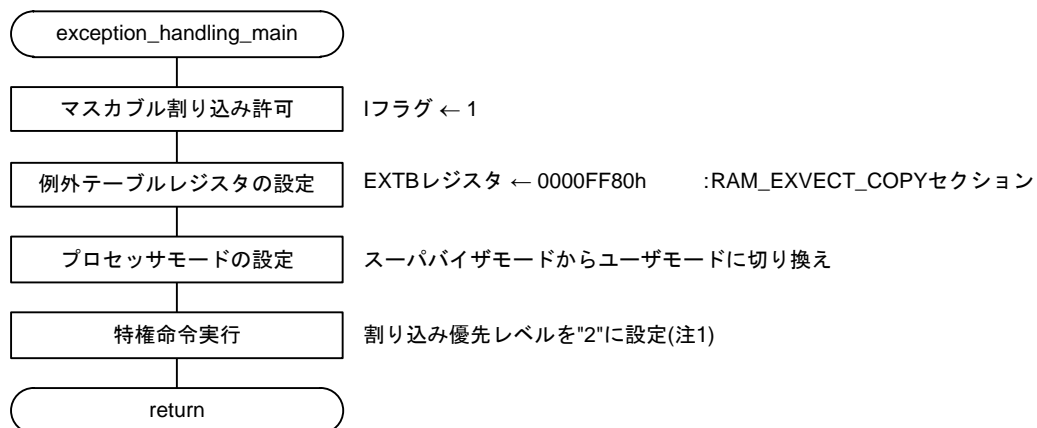 exception_handling_main
マスカブル割り込み許可 Iフラグ ← 1
例外テーブルレジスタの設定 EXTBレジスタ ← 0000FF80h :RAM_EXVECT_COPYセクション
プロセッサモードの設定 スーパバイザモードからユーザモードに切り換え
特権命令実行 割り込み優先レベルを"2"に設定(注1)
return